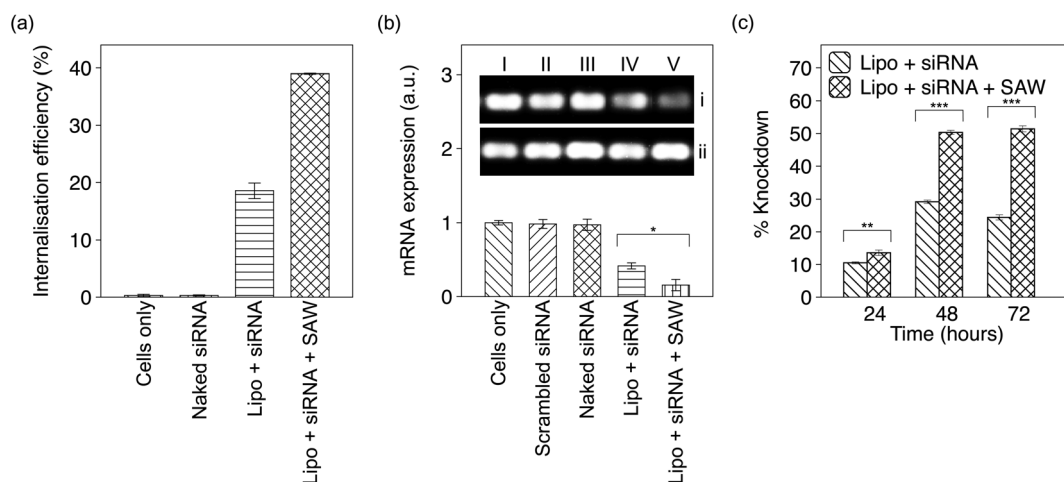 (a)
Internalisation efficiency (%)
40
30
20
10
0
Cells only
Naked siRNA
Lipo + siRNA
Lipo + siRNA + SAW
(b)
mRNA expression (a.u.)
3
2
1
0
I II III IV V
i
ii
*
Cells only
Scrambled siRNA
Naked siRNA
Lipo + siRNA
Lipo + siRNA + SAW
(c)
% Knockdown
70
60
50
40
30
20
10
0
Lipo + siRNA
Lipo + siRNA + SAW
** *** ***
24 48 72
Time (hours)